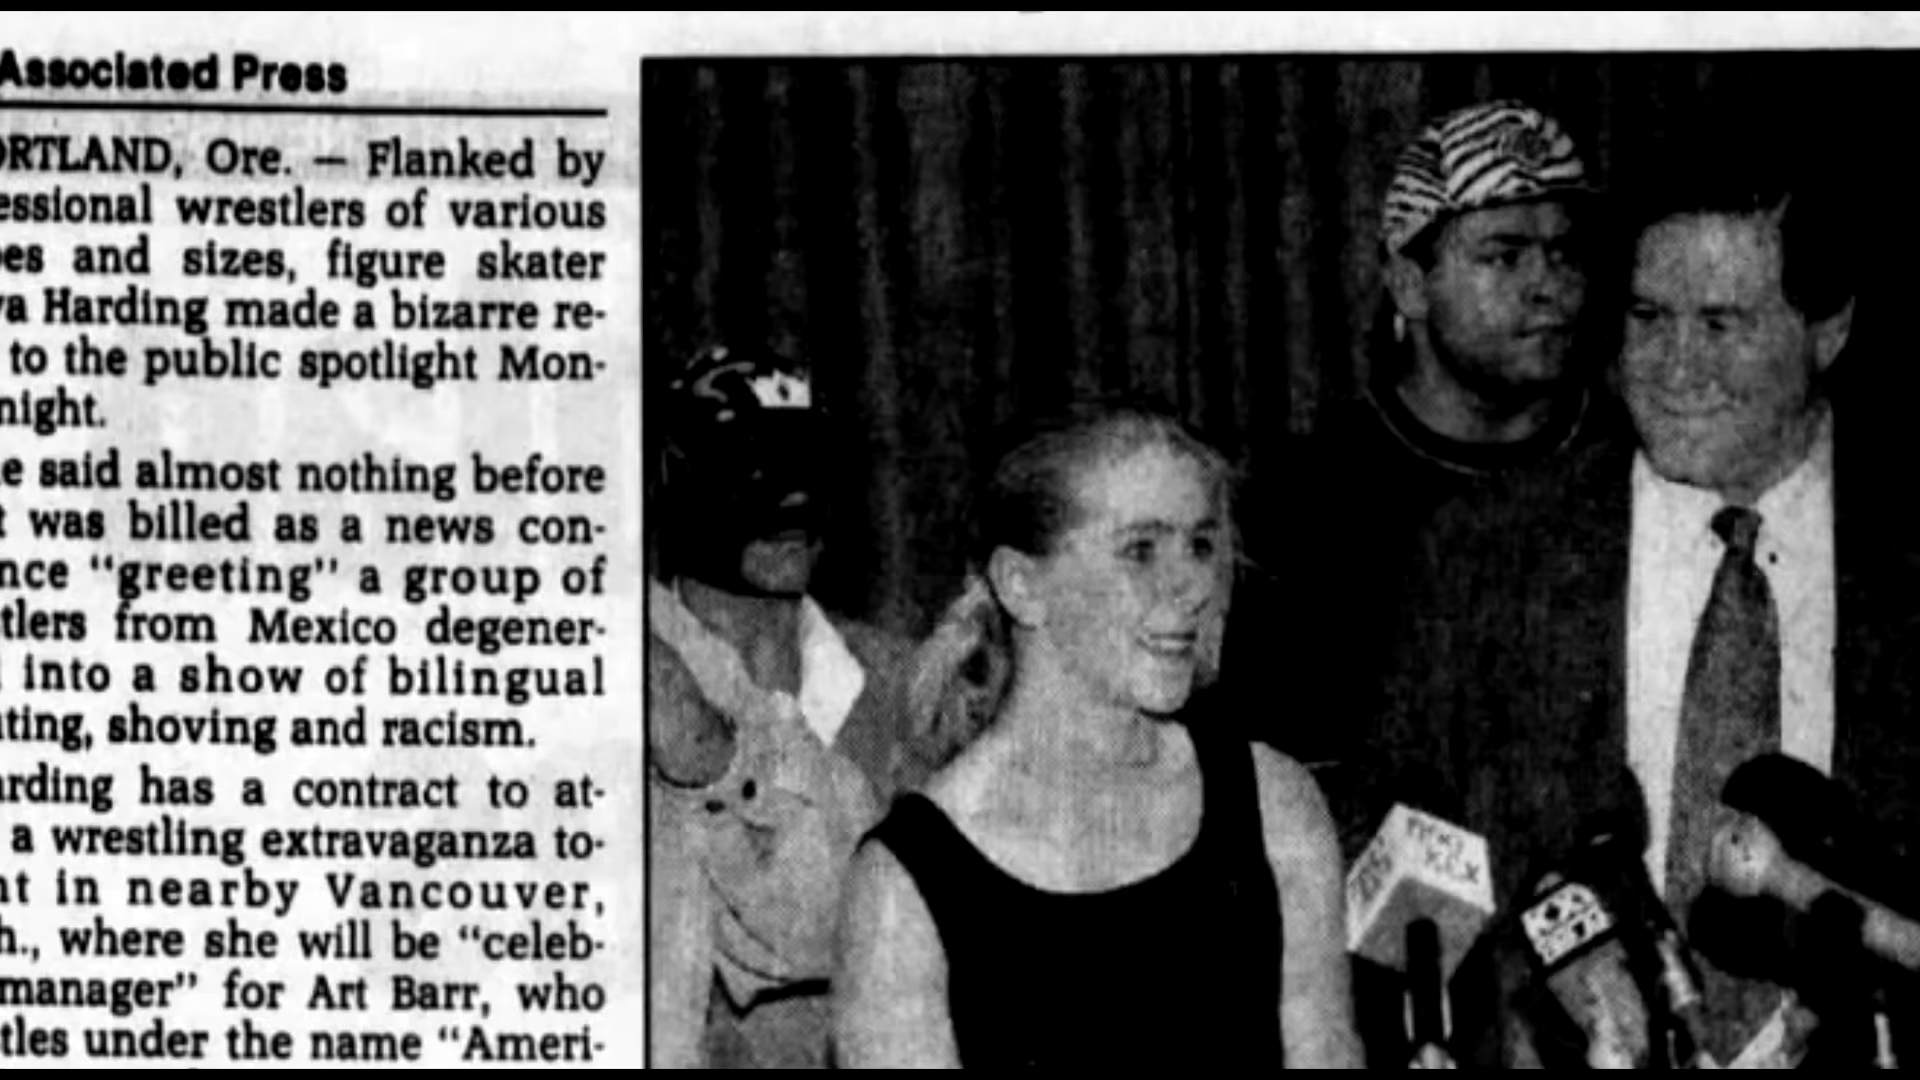 Associated Press
ORTLAND, Ore. — Flanked by
essional wrestlers of various
es and sizes, figure skater
ya Harding made a bizarre re-
to the public spotlight Mon-
night.
e said almost nothing before
t was billed as a news con-
nce “greeting” a group of
tlers from Mexico degener-
into a show of bilingual
ting, shoving and racism.
arding has a contract to at-
a wrestling extravaganza to-
nt in nearby Vancouver,
h., where she will be “celeb-
manager” for Art Barr, who
tles under the name “Ameri-